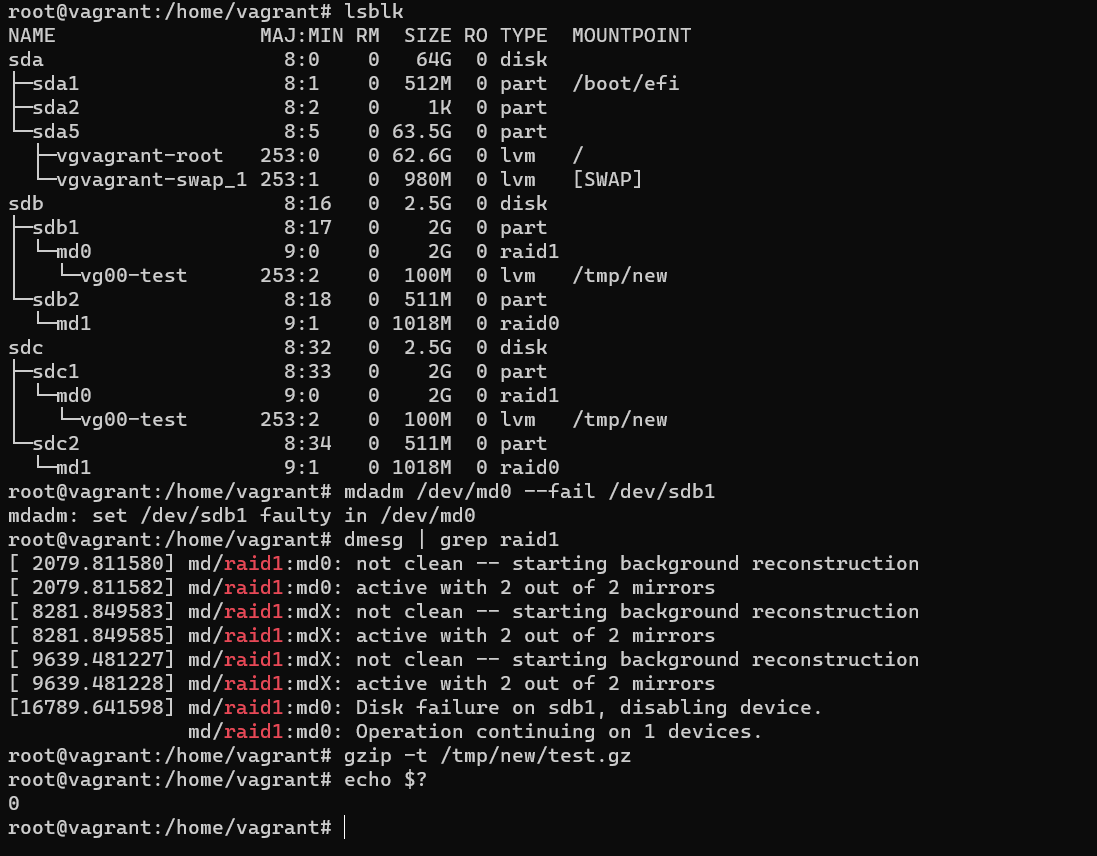 root@vagrant:/home/vagrant# lsblk
NAME                 MAJ:MIN RM   SIZE RO TYPE  MOUNTPOINT
sda                    8:0    0    64G  0 disk
├─sda1                 8:1    0   512M  0 part  /boot/efi
├─sda2                 8:2    0     1K  0 part
└─sda5                 8:5    0  63.5G  0 part
  ├─vgvagrant-root   253:0    0  62.6G  0 lvm   /
  └─vgvagrant-swap_1 253:1    0   980M  0 lvm   [SWAP]
sdb                    8:16   0   2.5G  0 disk
├─sdb1                 8:17   0     2G  0 part
│ └─md0                9:0    0     2G  0 raid1
│   └─vg00-test      253:2    0   100M  0 lvm   /tmp/new
└─sdb2                 8:18   0   511M  0 part
  └─md1                9:1    0  1018M  0 raid0
sdc                    8:32   0   2.5G  0 disk
├─sdc1                 8:33   0     2G  0 part
│ └─md0                9:0    0     2G  0 raid1
│   └─vg00-test      253:2    0   100M  0 lvm   /tmp/new
└─sdc2                 8:34   0   511M  0 part
  └─md1                9:1    0  1018M  0 raid0
root@vagrant:/home/vagrant# mdadm /dev/md0 --fail /dev/sdb1
mdadm: set /dev/sdb1 faulty in /dev/md0
root@vagrant:/home/vagrant# dmesg | grep raid1
[ 2079.811580] md/raid1:md0: not clean -- starting background reconstruction
[ 2079.811582] md/raid1:md0: active with 2 out of 2 mirrors
[ 8281.849583] md/raid1:mdX: not clean -- starting background reconstruction
[ 8281.849585] md/raid1:mdX: active with 2 out of 2 mirrors
[ 9639.481227] md/raid1:mdX: not clean -- starting background reconstruction
[ 9639.481228] md/raid1:mdX: active with 2 out of 2 mirrors
[16789.641598] md/raid1:md0: Disk failure on sdb1, disabling device.
               md/raid1:md0: Operation continuing on 1 devices.
root@vagrant:/home/vagrant# gzip -t /tmp/new/test.gz
root@vagrant:/home/vagrant# echo $?
0
root@vagrant:/home/vagrant#